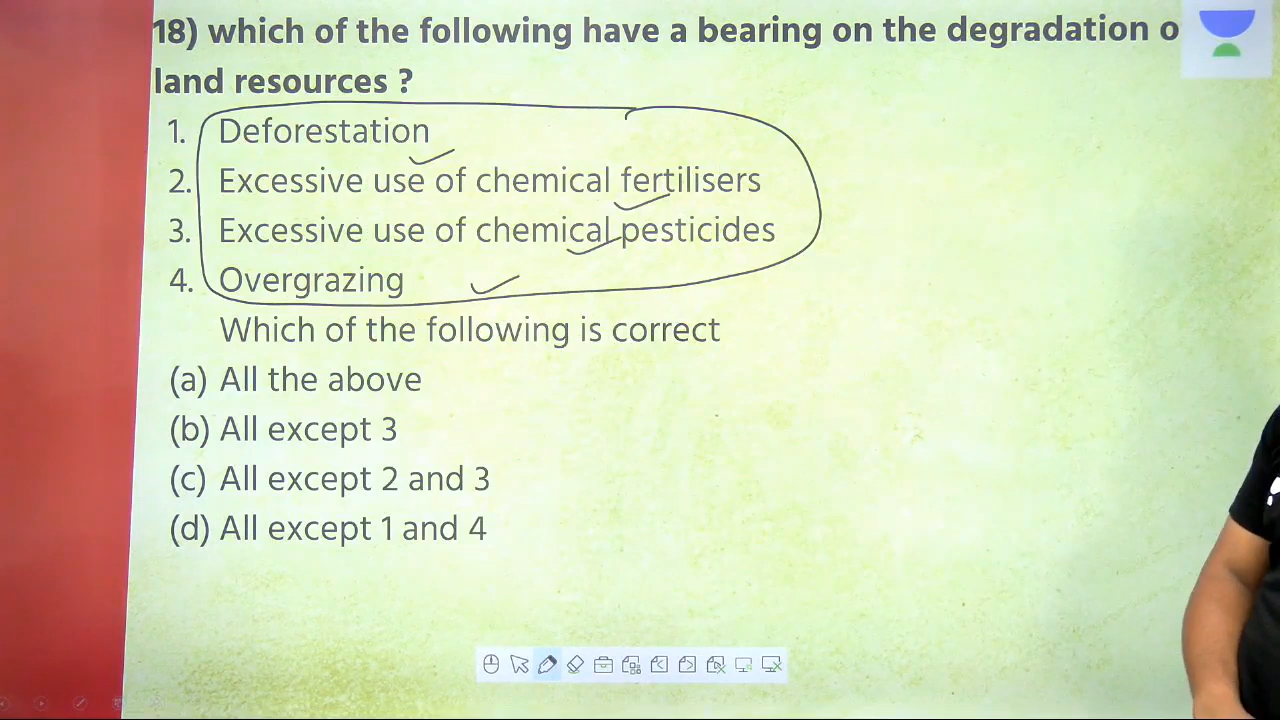 18) which of the following have a bearing on the degradation o
land resources ?
1. Deforestation
2. Excessive use of chemical fertilisers
3. Excessive use of chemical pesticides
4. Overgrazing
Which of the following is correct
(a) All the above
(b) All except 3
(c) All except 2 and 3
(d) All except 1 and 4